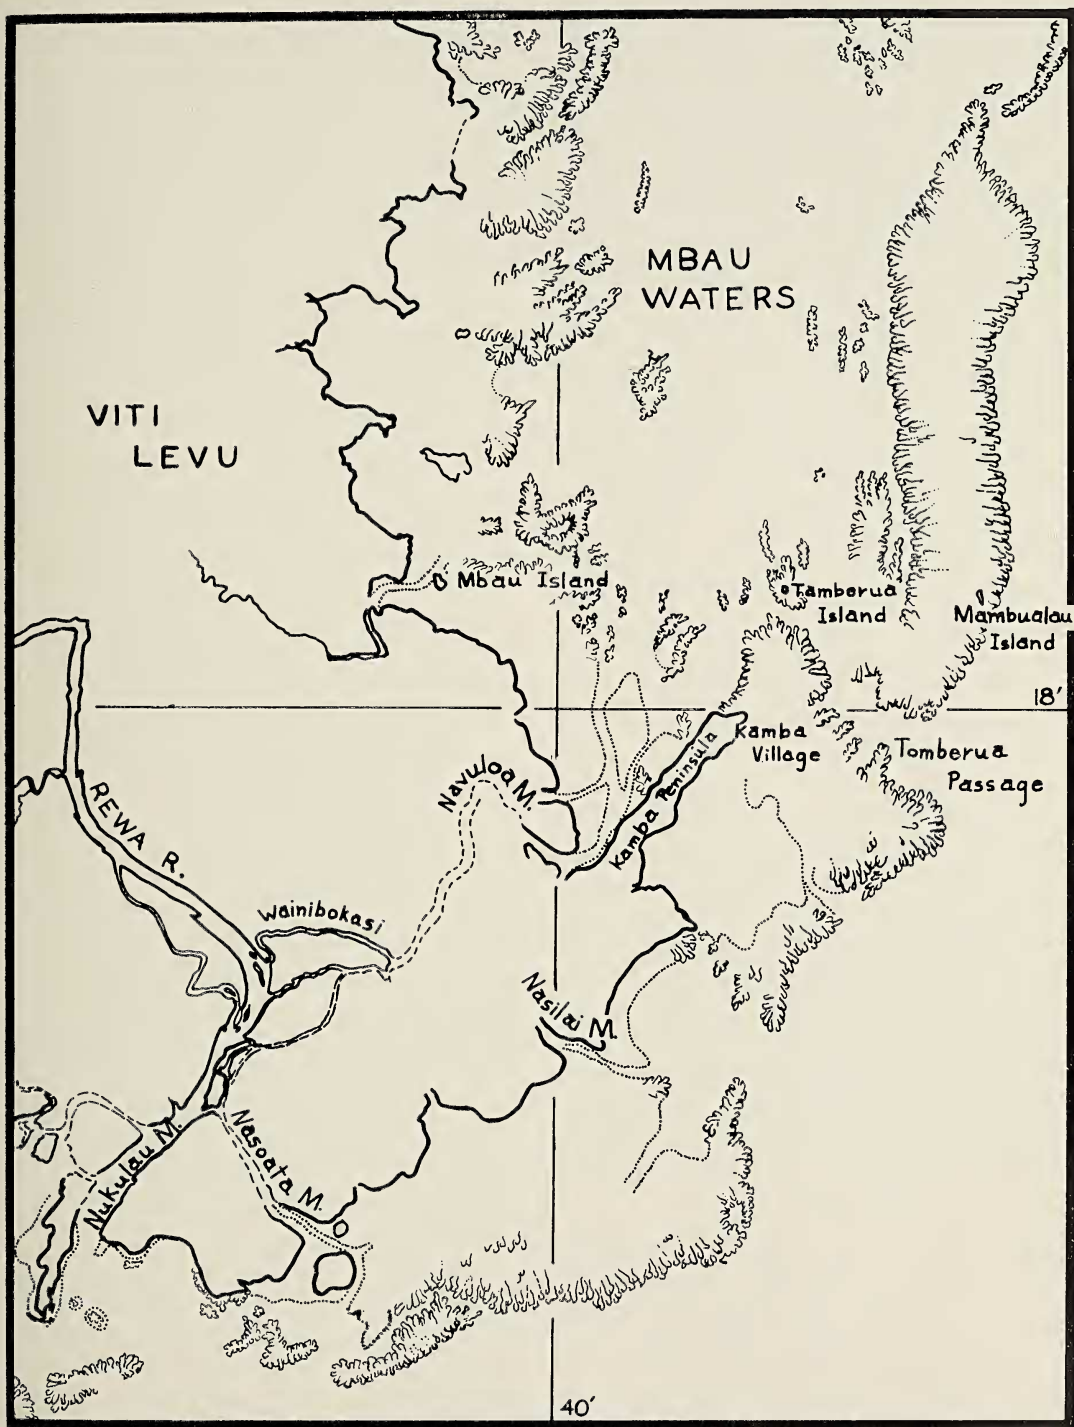 MBAU
WATERS
VITI
LEVU
Mbau Island
Tamberua
Island
Mambualau
Island
18'
Kamba
Village
Tomberua
Passage
Kamba Peninsula
Navuloa M.
REWA R.
Wainibokasi
Nasilai M.
Nasoata M.
Nukulau M.
40'